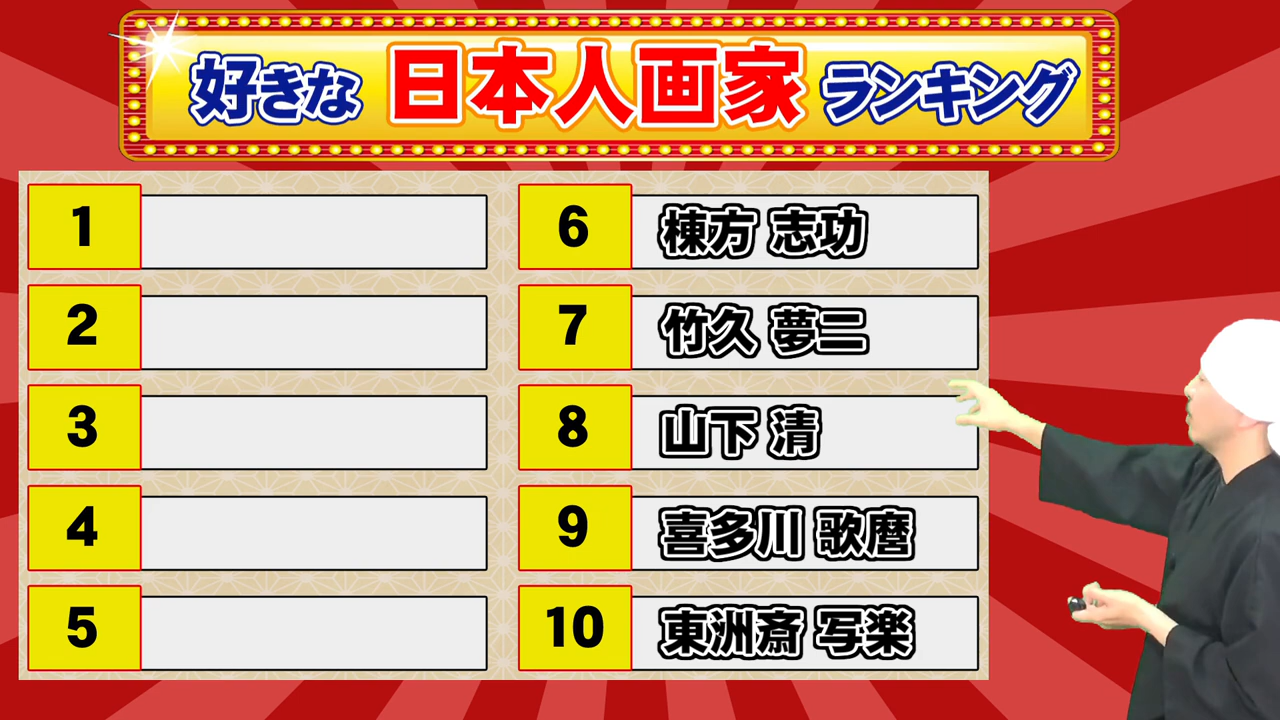 好きな 日本人画家 ランキング
1
2
3
4
5
6 棟方 志功
7 竹久 夢二
8 山下 清
9 喜多川 歌麿
10 東洲斎 写楽